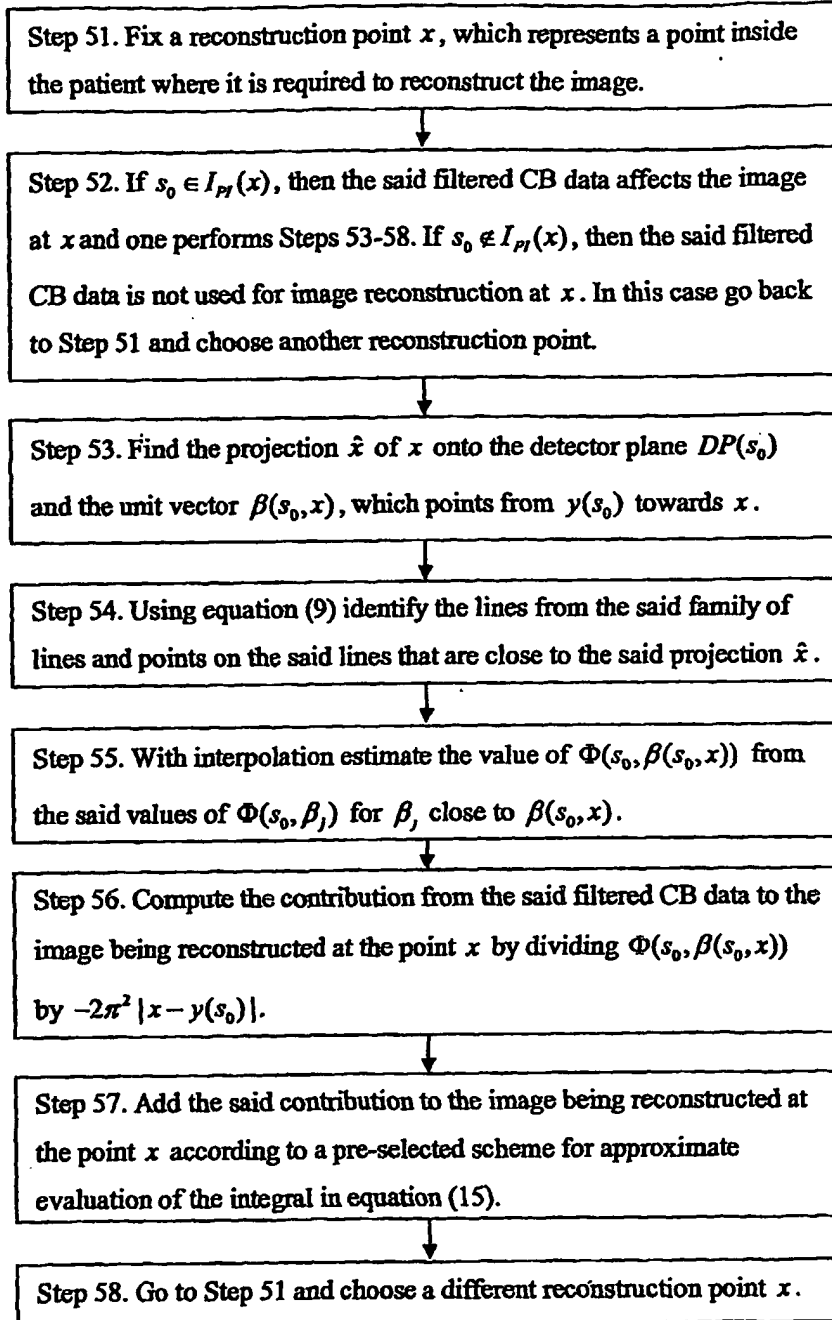 Step 51. Fix a reconstruction point x, which represents a point inside
the patient where it is required to reconstruct the image.
Step 52. If s₀ ∈ I_PI(x), then the said filtered CB data affects the image
at x and one performs Steps 53-58. If s₀ ∉ I_PI(x), then the said filtered
CB data is not used for image reconstruction at x. In this case go back
to Step 51 and choose another reconstruction point.
Step 53. Find the projection x̂ of x onto the detector plane DP(s₀)
and the unit vector β(s₀,x), which points from y(s₀) towards x.
Step 54. Using equation (9) identify the lines from the said family of
lines and points on the said lines that are close to the said projection x̂.
Step 55. With interpolation estimate the value of Φ(s₀,β(s₀,x)) from
the said values of Φ(s₀,β_j) for β_j close to β(s₀,x).
Step 56. Compute the contribution from the said filtered CB data to the
image being reconstructed at the point x by dividing Φ(s₀,β(s₀,x))
by −2π²|x−y(s₀)|.
Step 57. Add the said contribution to the image being reconstructed at
the point x according to a pre-selected scheme for approximate
evaluation of the integral in equation (15).
Step 58. Go to Step 51 and choose a different reconstruction point x.